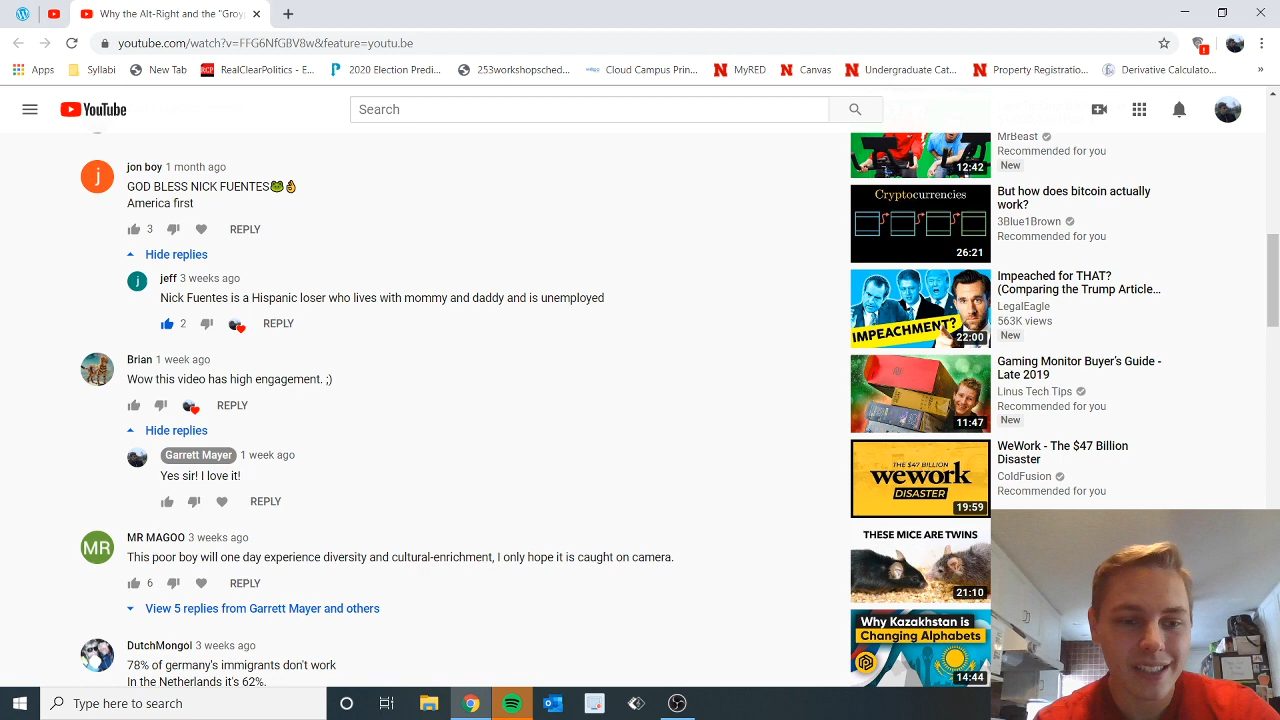 Why the Alt-Right and the "Groy
youtube.com/watch?v=FFG6NfGBV8w&feature=youtu.be
Apps
Syllabi
New Tab
RealClearPolitics - E...
2020 Election Predi...
253workshopsched...
Cloud Campus Prin...
MyRED
Canvas
Undergraduate Cat...
Property Registratio...
Derivative Calculato...
»
YouTube
Search
jon boy 1 month ago
GOD BLESS NICK FUENTES🐸👌
America first
3 REPLY
Hide replies
jeff 3 weeks ago
Nick Fuentes is a Hispanic loser who lives with mommy and daddy and is unemployed
2 REPLY
Brian 1 week ago
Wow this video has high engagement. ;)
REPLY
Hide replies
Garrett Mayer 1 week ago
Yes sir! I love it!
REPLY
MR
MR MAGOO 3 weeks ago
This poor boy will one day experience diversity and cultural-enrichment, I only hope it is caught on camera.
6 REPLY
View 5 replies from Garrett Mayer and others
DutchMongol 3 weeks ago
78% of germany's immigrants don't work
In the Netherlands it's
12:42
MrBeast
Recommended for you
New
Cryptocurrencies
26:21
But how does bitcoin actually
work?
3Blue1Brown
Recommended for you
IMPEACHMENT?
22:00
Impeached for THAT?
(Comparing the Trump Article...
LegalEagle
563K views
New
11:47
Gaming Monitor Buyer's Guide -
Late 2019
Linus Tech Tips
Recommended for you
New
THE $47 BILLION
wework
DISASTER
19:59
WeWork - The $47 Billion
Disaster
ColdFusion
Recommended for you
THESE MICE ARE TWINS
21:10
Why Kazakhstan is
Changing Alphabets
14:44
Type here to search